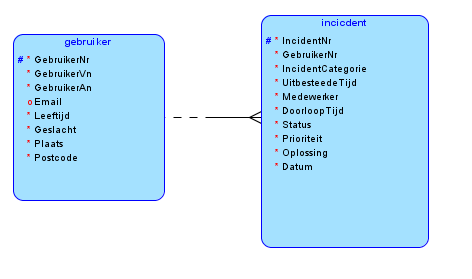 gebruiker
# * GebruikerNr
* GebruikerVn
* GebruikerAn
o Email
* Leeftijd
* Geslacht
* Plaats
* Postcode
incicdent
# * IncidentNr
* GebruikerNr
* IncidentCategorie
* UitbesteedeTijd
* Medewerker
* DoorloopTijd
* Status
* Prioriteit
* Oplossing
* Datum